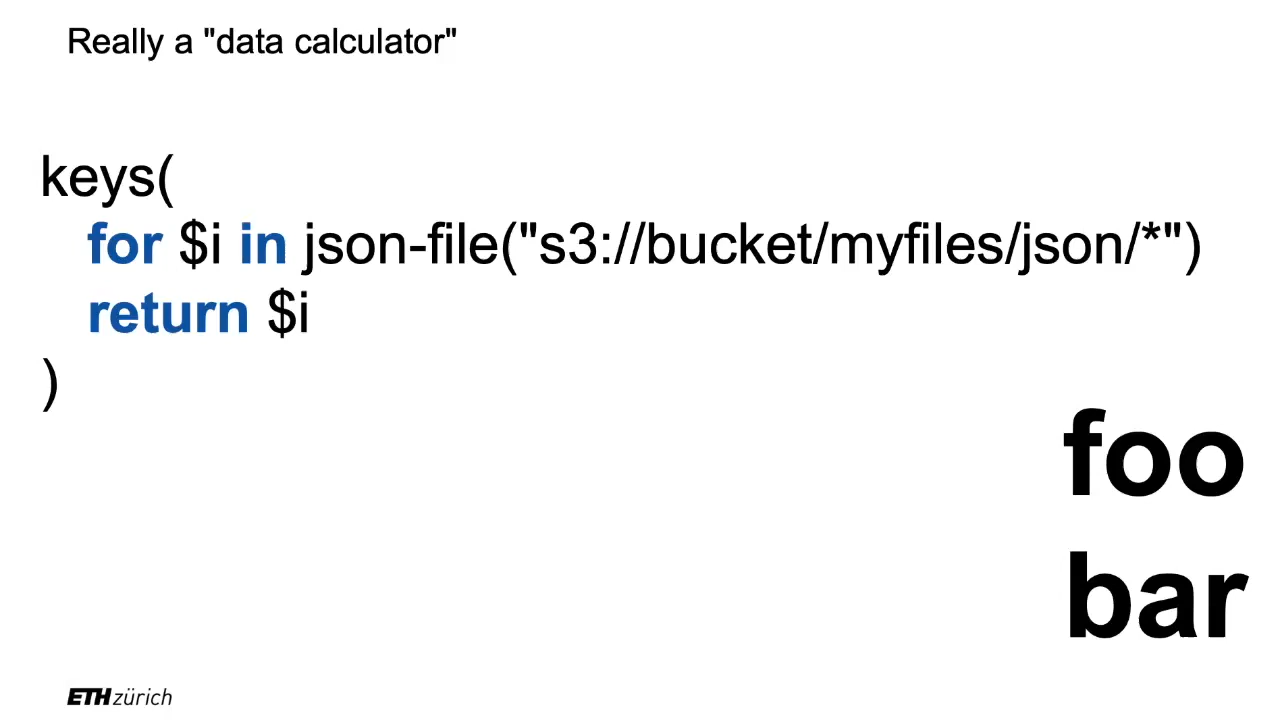 Really a "data calculator"
keys(
for $i in json-file("s3://bucket/myfiles/json/*")
return $i
)
foo
bar
ETH zürich